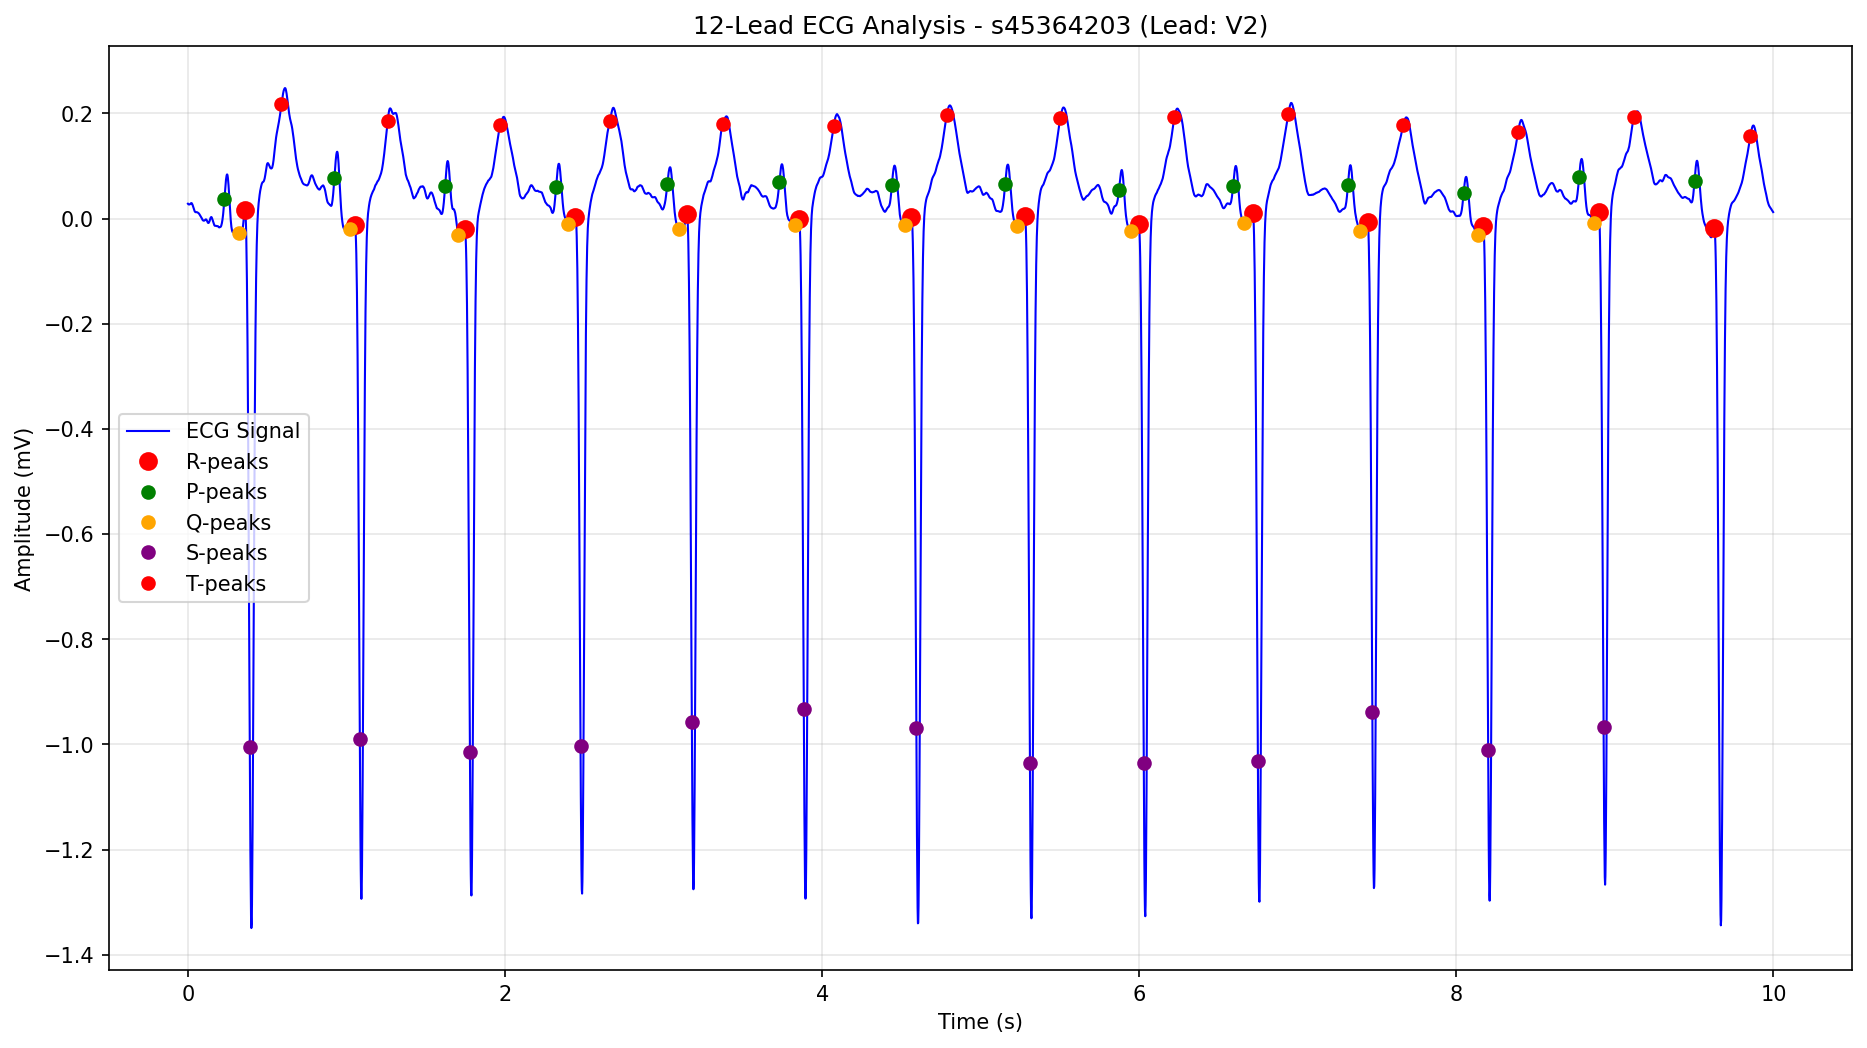 12-Lead ECG Analysis - s45364203 (Lead: V2)
Amplitude (mV)
0.2
0.0
−0.2
−0.4
−0.6
−0.8
−1.0
−1.2
−1.4
ECG Signal
R-peaks
P-peaks
Q-peaks
S-peaks
T-peaks
0 2 4 6 8 10
Time (s)